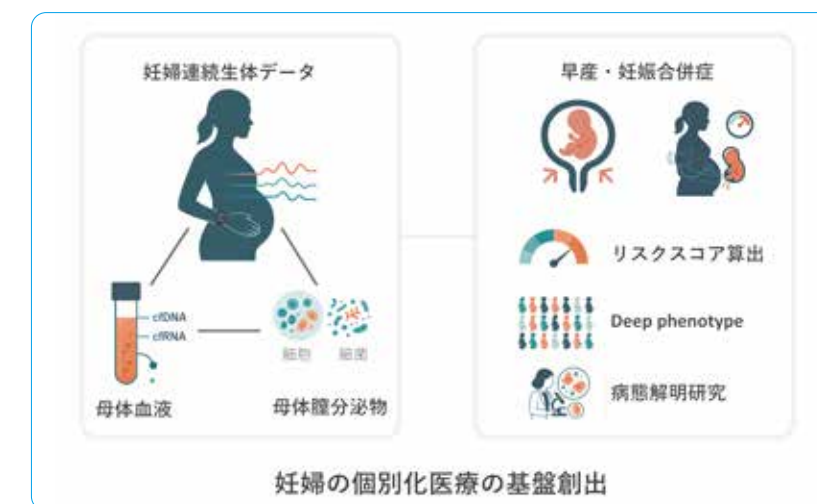 妊婦連続生体データ
cfDNA
cfRNA
細胞
細菌
母体血液
母体膣分泌物
早産・妊娠合併症
リスクスコア算出
Deep phenotype
病態解明研究
妊婦の個別化医療の基盤創出